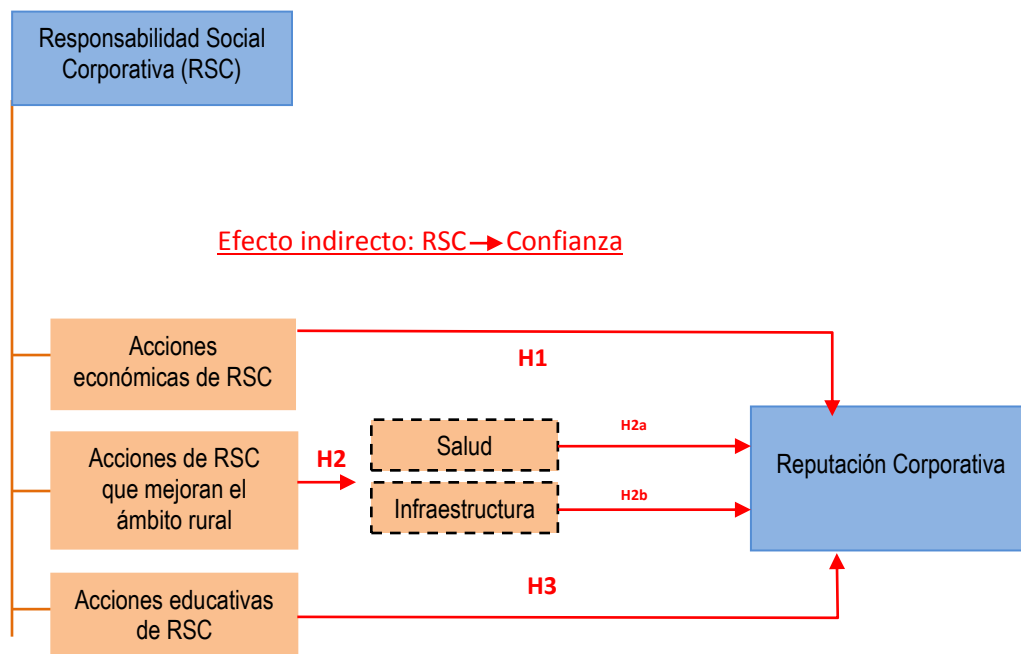 Responsabilidad Social
Corporativa (RSC)
Efecto indirecto: RSC → Confianza
Acciones
económicas de RSC
H1
Acciones de RSC
que mejoran el
ámbito rural
H2
Salud
H2a
Infraestructura
H2b
Reputación Corporativa
Acciones educativas
de RSC
H3